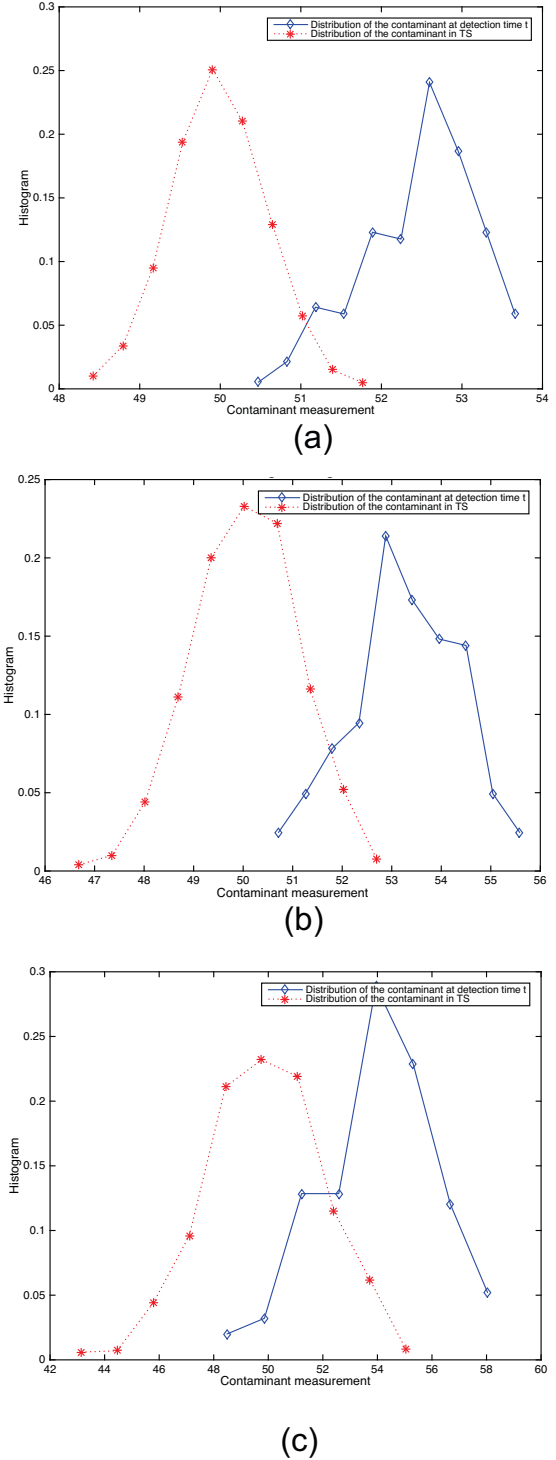 Distribution of the contaminant at detection time t
Distribution of the contaminant in TS
0.3
0.25
0.2
0.15
0.1
0.05
0
Histogram
48 49 50 51 52 53 54
Contaminant measurement
(a)
Distribution of the contaminant at detection time t
Distribution of the contaminant in TS
0.25
0.2
0.15
0.1
0.05
0
Histogram
46 47 48 49 50 51 52 53 54 55 56
Contaminant measurement
(b)
Distribution of the contaminant at detection time t
Distribution of the contaminant in TS
0.3
0.25
0.2
0.15
0.1
0.05
0
Histogram
42 44 46 48 50 52 54 56 58 60
Contaminant measurement
(c)